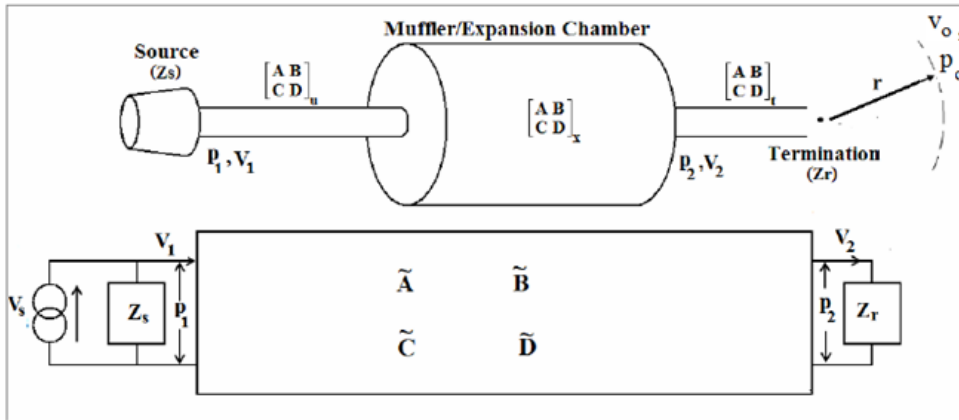 Muffler/Expansion Chamber
Source
(Zs)
[A B
C D]u
[A B
C D]x
[A B
C D]t
r
Vo,
p1, V1
p2, V2
Termination
(Zr)
V1
V2
Vs
Zs
p1
Ã
B̃
C̃
D̃
p2
Zr